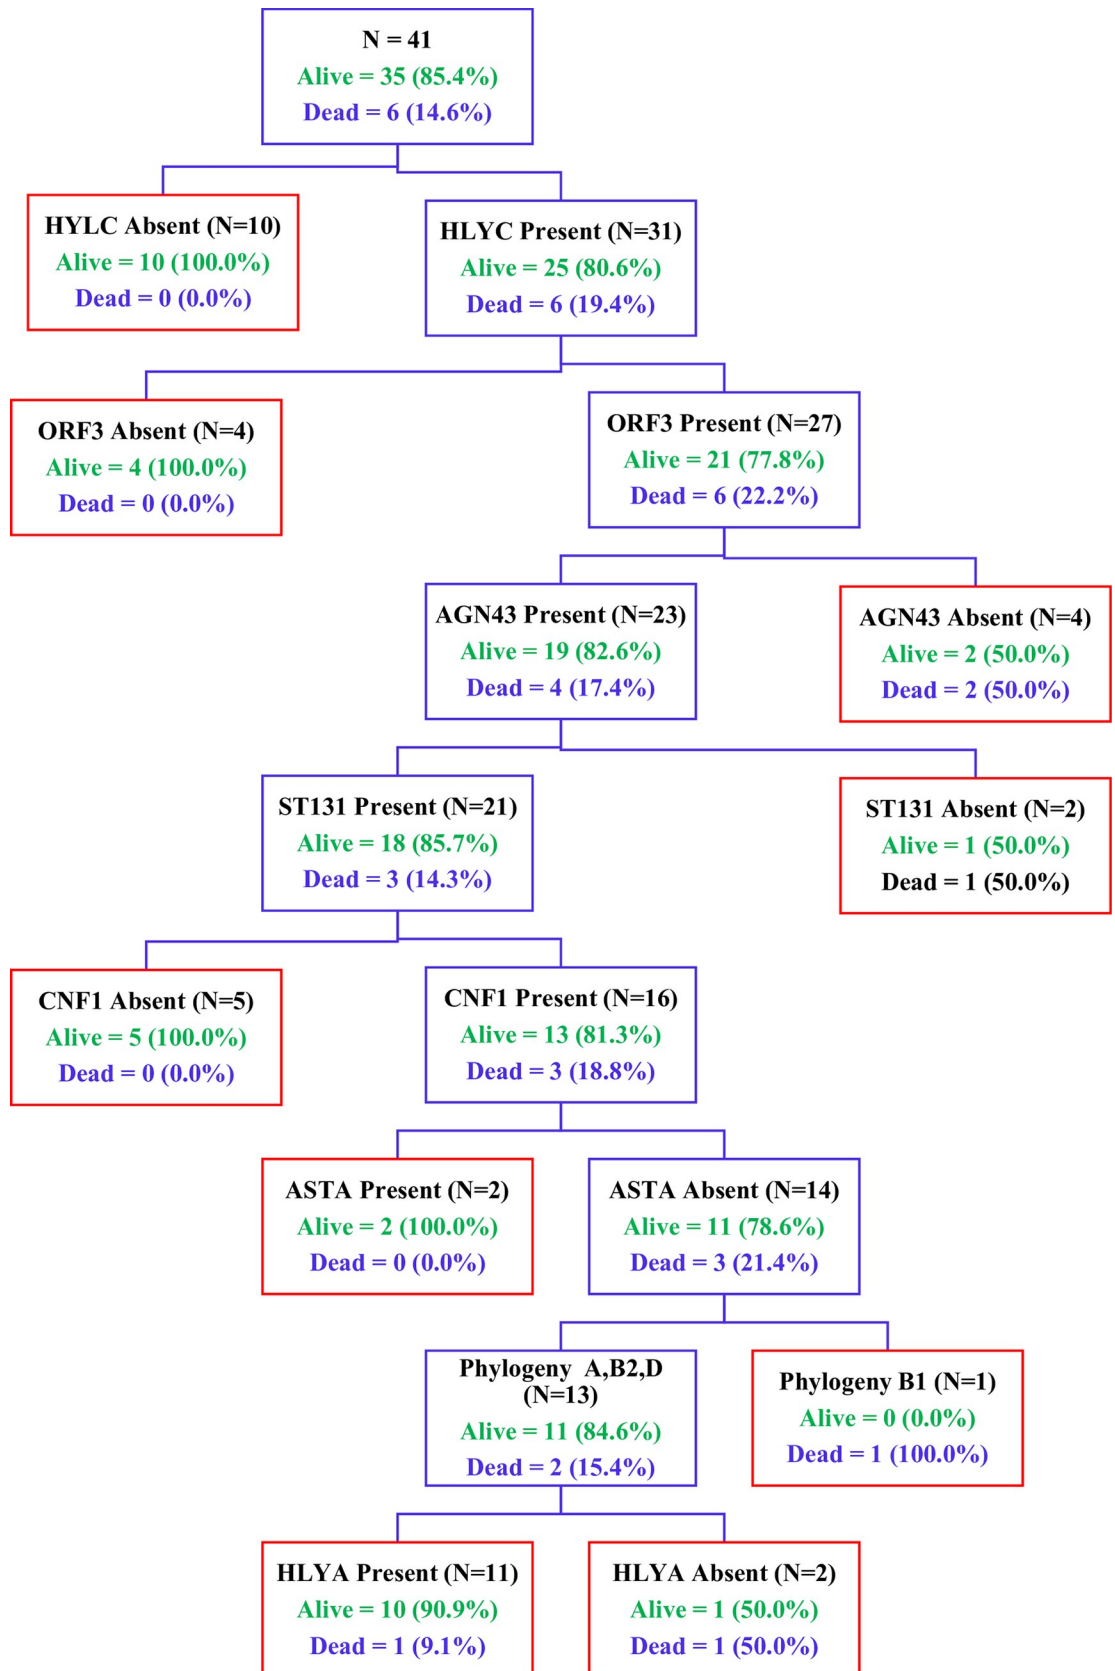 N = 41
Alive = 35 (85.4%)
Dead = 6 (14.6%)
HYLC Absent (N=10)
Alive = 10 (100.0%)
Dead = 0 (0.0%)
HLYC Present (N=31)
Alive = 25 (80.6%)
Dead = 6 (19.4%)
ORF3 Absent (N=4)
Alive = 4 (100.0%)
Dead = 0 (0.0%)
ORF3 Present (N=27)
Alive = 21 (77.8%)
Dead = 6 (22.2%)
AGN43 Present (N=23)
Alive = 19 (82.6%)
Dead = 4 (17.4%)
AGN43 Absent (N=4)
Alive = 2 (50.0%)
Dead = 2 (50.0%)
ST131 Present (N=21)
Alive = 18 (85.7%)
Dead = 3 (14.3%)
ST131 Absent (N=2)
Alive = 1 (50.0%)
Dead = 1 (50.0%)
CNF1 Absent (N=5)
Alive = 5 (100.0%)
Dead = 0 (0.0%)
CNF1 Present (N=16)
Alive = 13 (81.3%)
Dead = 3 (18.8%)
ASTA Present (N=2)
Alive = 2 (100.0%)
Dead = 0 (0.0%)
ASTA Absent (N=14)
Alive = 11 (78.6%)
Dead = 3 (21.4%)
Phylogeny  A,B2,D
(N=13)
Alive = 11 (84.6%)
Dead = 2 (15.4%)
Phylogeny B1 (N=1)
Alive = 0 (0.0%)
Dead = 1 (100.0%)
HLYA Present (N=11)
Alive = 10 (90.9%)
Dead = 1 (9.1%)
HLYA Absent (N=2)
Alive = 1 (50.0%)
Dead = 1 (50.0%)